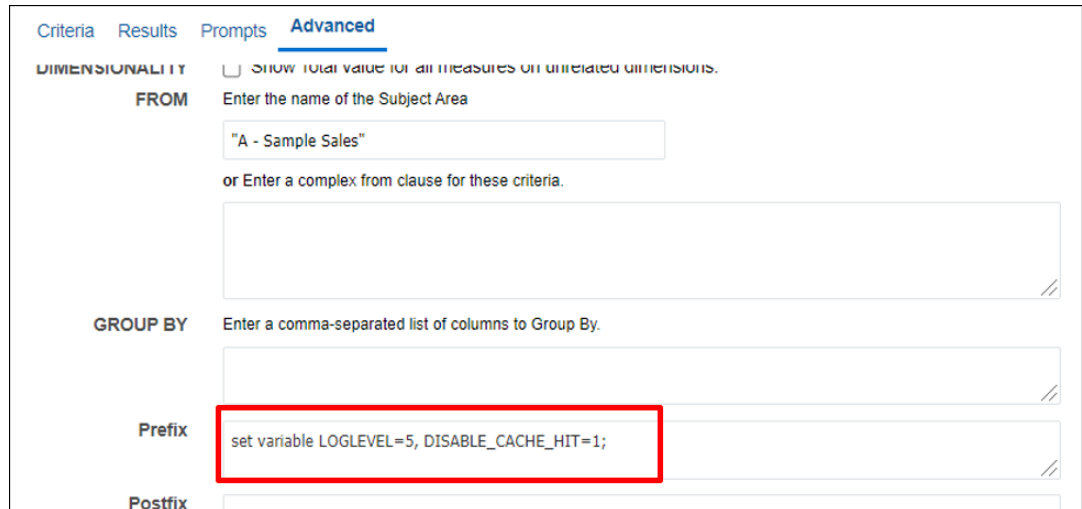 Criteria Results Prompts Advanced
DIMENSIONALITY Show Total value for all measures on unrelated dimensions.
FROM Enter the name of the Subject Area
"A - Sample Sales"
or Enter a complex from clause for these criteria.
GROUP BY Enter a comma-separated list of columns to Group By.
Prefix
set variable LOGLEVEL=5, DISABLE_CACHE_HIT=1;
Postfix